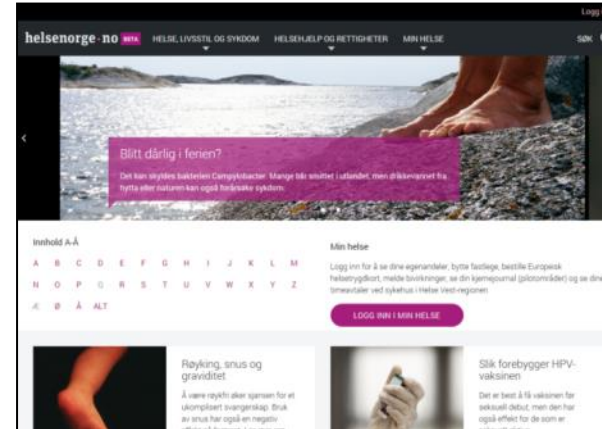 Logg
helsenorge·no BETA
HELSE, LIVSSTIL OG SYKDOM
HELSEHJELP OG RETTIGHETER
MIN HELSE
SØK
Blitt dårlig i ferien?
Det kan skyldes bakterien Campylobacter. Mange blir smittet i utlandet, men drikkevannet fra
hytta eller naturen kan også forårsake sykdom.
Innhold A-Å
A B C D E F G H I J K L M
N O P Q R S T U V W X Y Z
Æ Ø Å ALT
Min helse
Logg inn for å se dine egenandeler, bytte fastlege, bestille Europeisk
helsetrygdkort, melde bivirkninger, se din kjernejournal (pilotområder) og se dine
timeavtaler ved sykehus i Helse Vest-regionen
LOGG INN I MIN HELSE
Røyking, snus og
graviditet
Å være røykfri øker sjansen for et
ukomplisert svangerskap. Bruk
av snus har også en negativ
Slik forebygger HPV-
vaksinen
Det er best å få vaksinen før
seksuell debut, men den har
også effekt for de som er